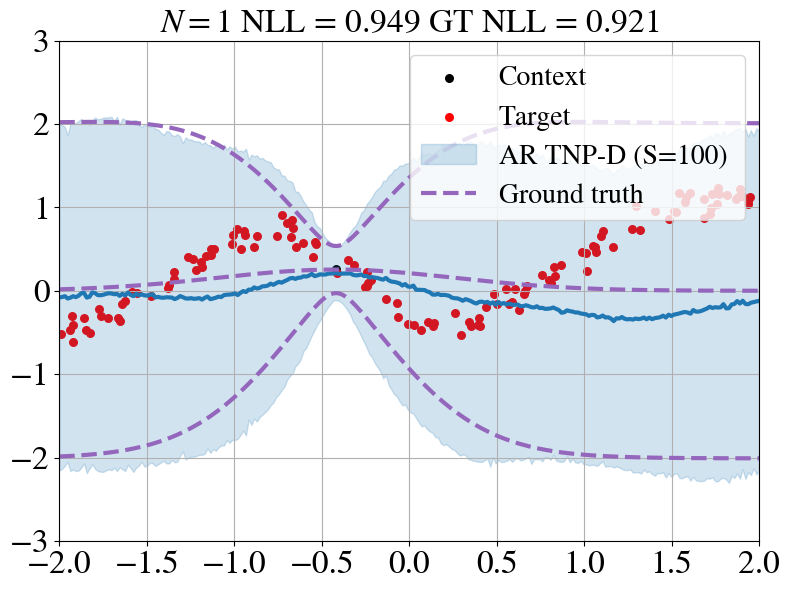 N = 1 NLL = 0.949 GT NLL = 0.921
3
2
1
0
−1
−2
−3
Context
Target
AR TNP-D (S=100)
Ground truth
−2.0 −1.5 −1.0 −0.5 0.0 0.5 1.0 1.5 2.0